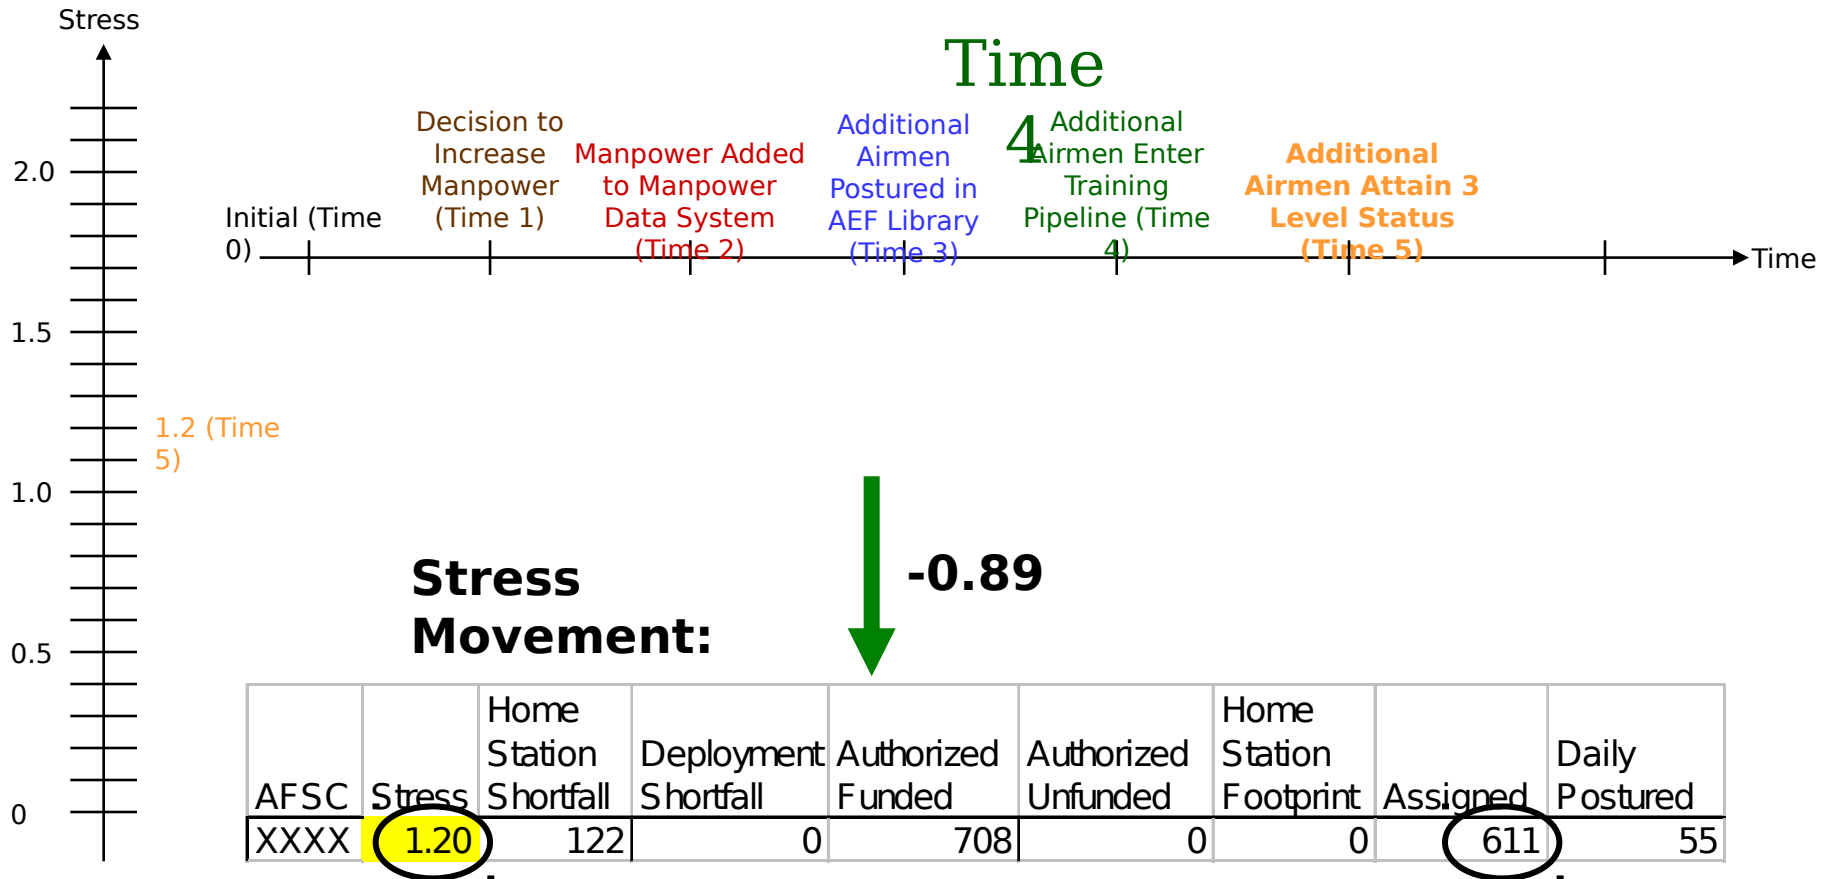 Stress
Time
4
Decision to
Increase
Manpower
(Time 1)
Manpower Added
to Manpower
Data System
(Time 2)
Additional
Airmen
Postured in
AEF Library
(Time 3)
Additional
Airmen Enter
Training
Pipeline (Time
4)
Additional
Airmen Attain 3
Level Status
(Time 5)
Initial (Time
0)
Time
2.0
1.5
1.2 (Time
5)
1.0
0.5
0
Stress
Movement:
-0.89
AFSC
Stress
Home
Station
Shortfall
Deployment
Shortfall
Authorized
Funded
Authorized
Unfunded
Home
Station
Footprint
Assigned
Daily
Postured
XXXX 1.20 122 0 708 0 0 611 55